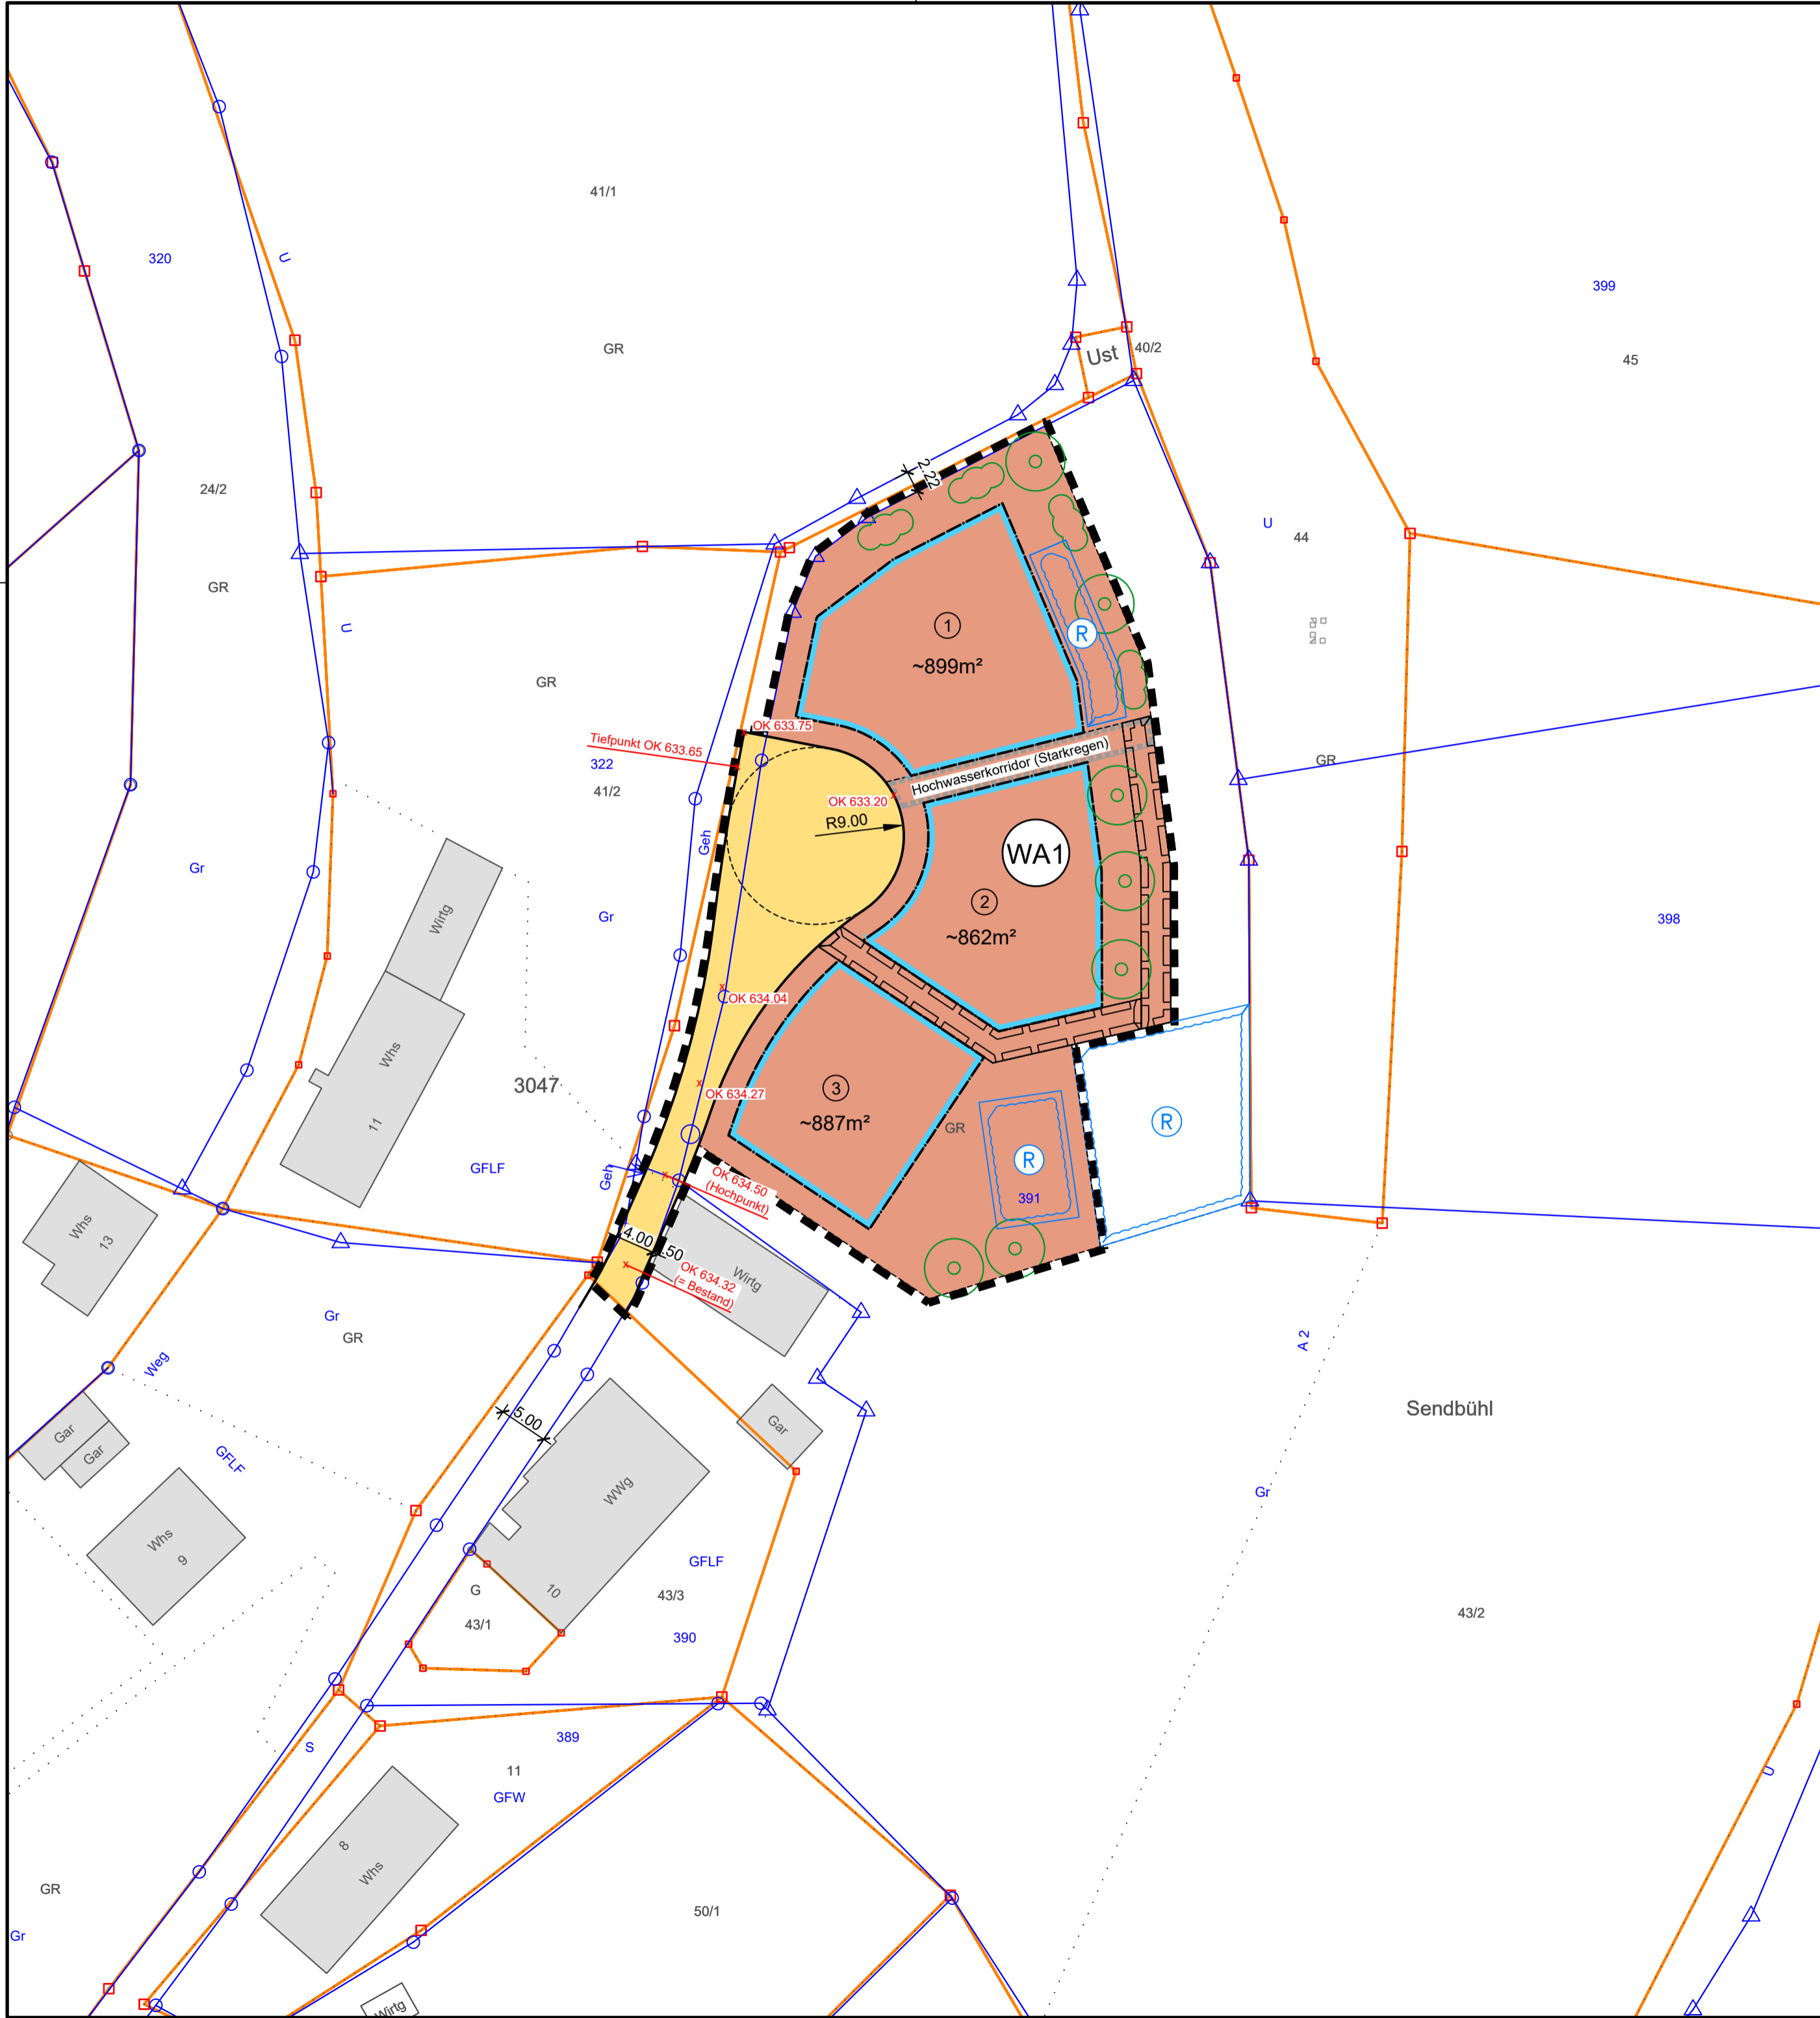 41/1
320
U
399
GR
Ust
40/2
45
24/2
2.22
U
44
GR
U
1
R
~899m²
GR
OK 633.75
Tiefpunkt OK 633.65
322
41/2
Hochwasserkorridor (Starkregen)
GR
OK 633.20
R9.00
Geh
WA1
Gr
Wirtg
Gr
2
~862m²
398
OK 634.04
Whs
3047
3
OK 634.27
~887m²
GR
R
11
R
GFLF
Geh
OK 634.50
(Hochpunkt)
391
Whs
13
4.00
.50
OK 634.32
(= Bestand)
Wirtg
Gr
GR
A 2
Weg
Sendbühl
5.00
Gar
Gar
Gar
GFLF
WWg
Gr
Whs
9
GFLF
G
10
43/3
43/1
43/2
390
389
S
11
U
GFW
8
Whs
GR
50/1
Gr
Wirtg